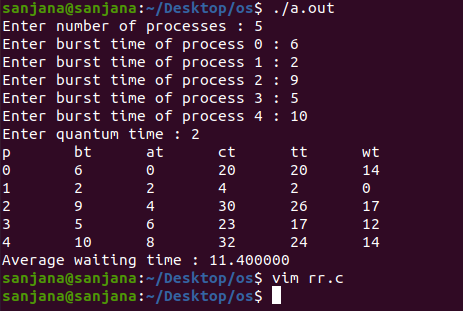 sanjana@sanjana:~/Desktop/os$ ./a.out
Enter number of processes : 5
Enter burst time of process 0 : 6
Enter burst time of process 1 : 2
Enter burst time of process 2 : 9
Enter burst time of process 3 : 5
Enter burst time of process 4 : 10
Enter quantum time : 2
p bt at ct tt wt
0 6 0 20 20 14
1 2 2 4 2 0
2 9 4 30 26 17
3 5 6 23 17 12
4 10 8 32 24 14
Average waiting time : 11.400000
sanjana@sanjana:~/Desktop/os$ vim rr.c
sanjana@sanjana:~/Desktop/os$